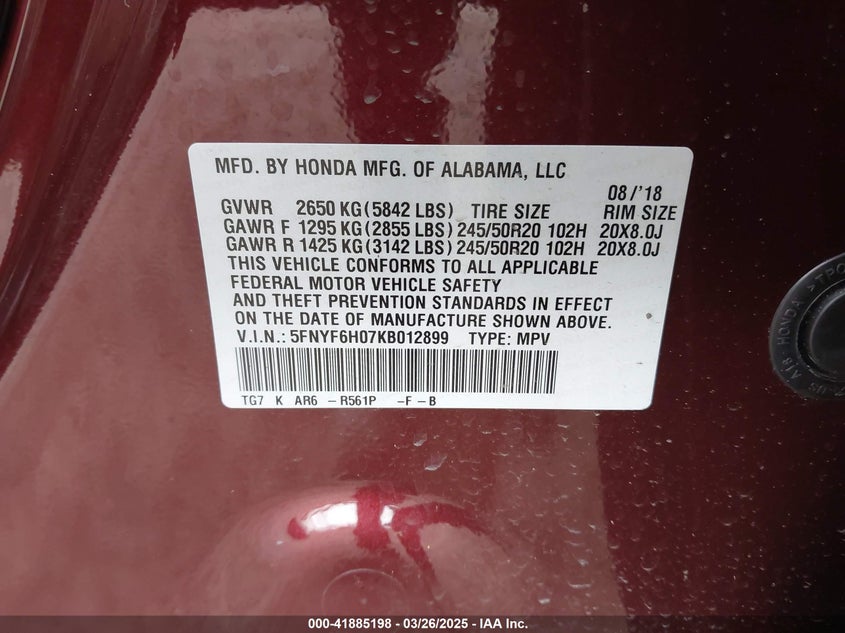 MFD. BY HONDA MFG. OF ALABAMA, LLC
08/'18
GVWR 2650 KG(5842 LBS) TIRE SIZE RIM SIZE
GAWR F 1295 KG(2855 LBS)245/50R20 102H 20X8.0J
GAWR R 1425 KG(3142 LBS)245/50R20 102H 20X8.0J
THIS VEHICLE CONFORMS TO ALL APPLICABLE
FEDERAL MOTOR VEHICLE SAFETY
AND THEFT PREVENTION STANDARDS IN EFFECT
ON THE DATE OF MANUFACTURE SHOWN ABOVE.
V.I.N.: 5FNYF6H07KB012899 TYPE: MPV
TG7 K AR6 -R561P -F-B
HONDA
000-41885198 - 03/26/2025 - IAA Inc.